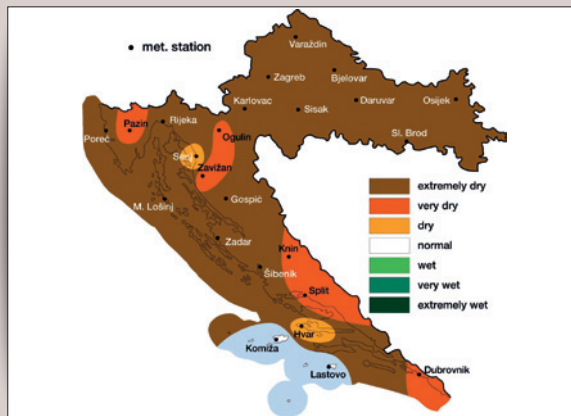 met. station
Varaždin
Zagreb
Bjelovar
Karlovac
Sisak
Daruvar
Osijek
Sl. Brod
Pazin
Rijeka
Poreč
Ogulin
Senj
Zavižan
M. Lošinj
Gospić
Zadar
Knin
Šibenik
Split
Hvar
Komiža
Lastovo
Dubrovnik
extremely dry
very dry
dry
normal
wet
very wet
extremely wet